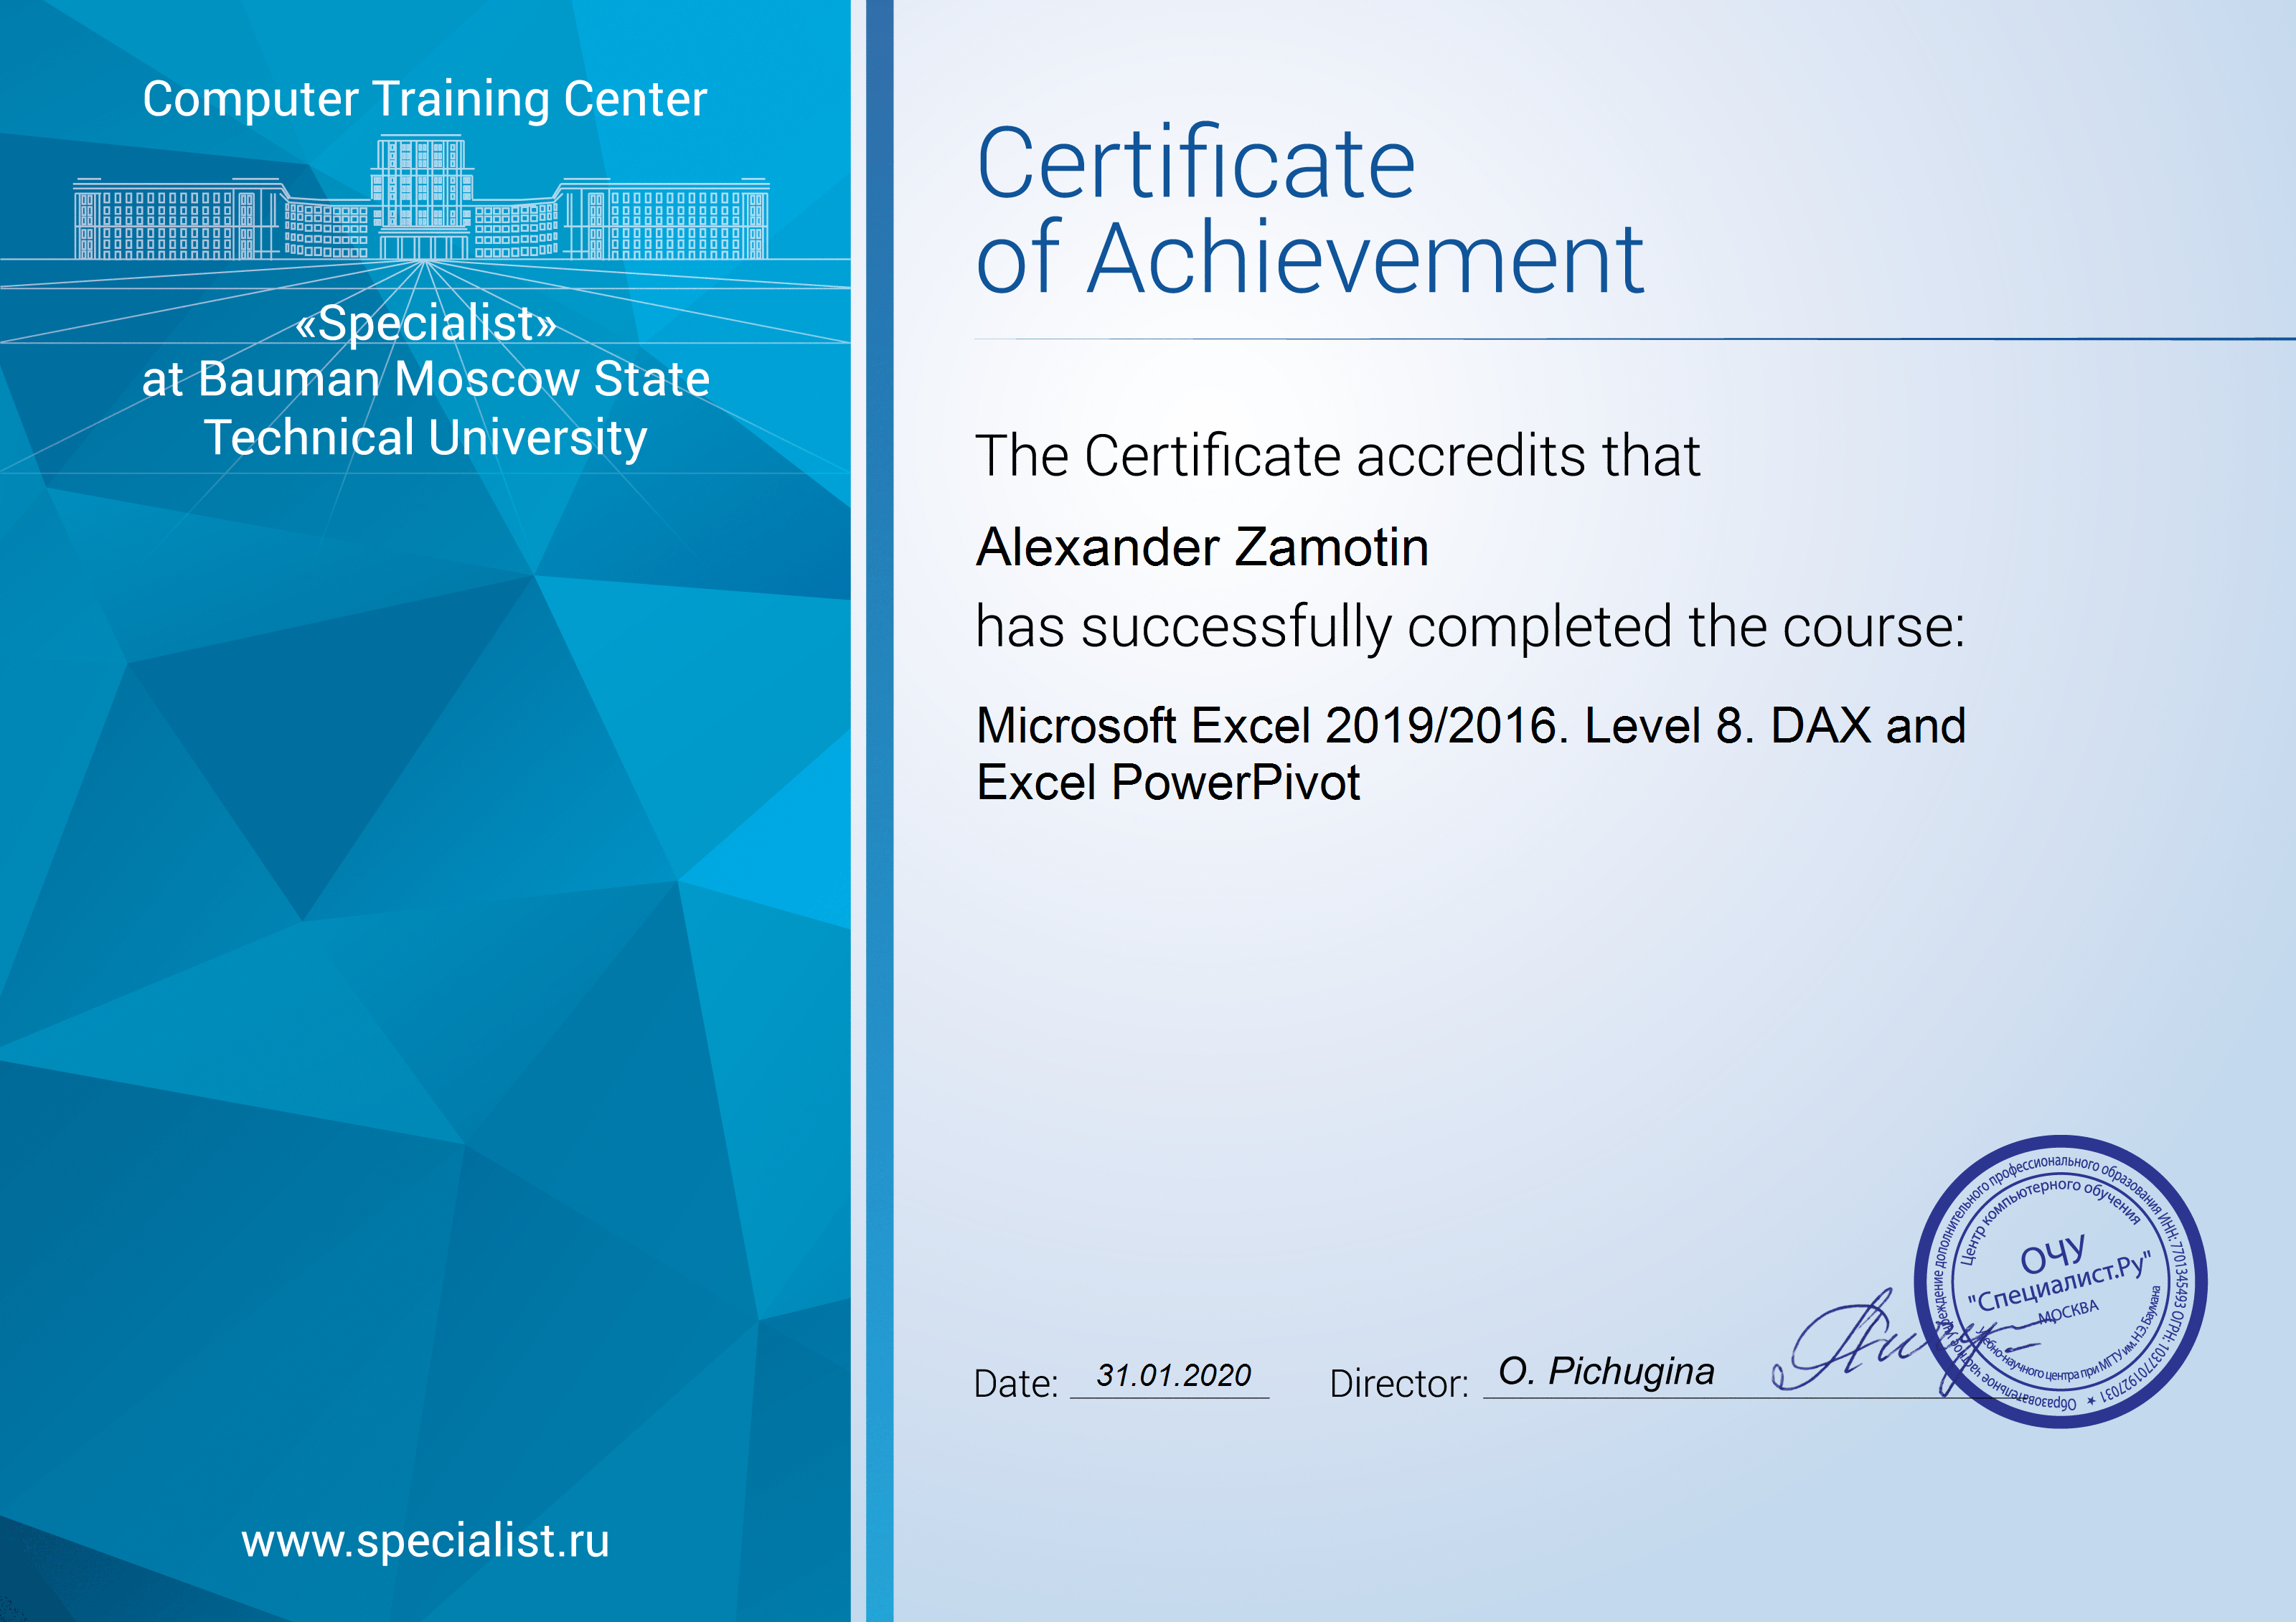 Computer Training Center
«Specialist»
at Bauman Moscow State
Technical University
www.specialist.ru
Certificate
of Achievement
The Certificate accredits that
Alexander Zamotin
has successfully completed the course:
Microsoft Excel 2019/2016. Level 8. DAX and
Excel PowerPivot
Date: 31.01.2020 Director: O. Pichugina
Образовательное частное учреждение дополнительного профессионального образования ИНН: 7701345493 ОГРН: 1037701927031 ★
Центр компьютерного обучения
ОЧУ
"Специалист.Ру"
МОСКВА
Учебно-научного центра при МГТУ им. Н.Э. Баумана